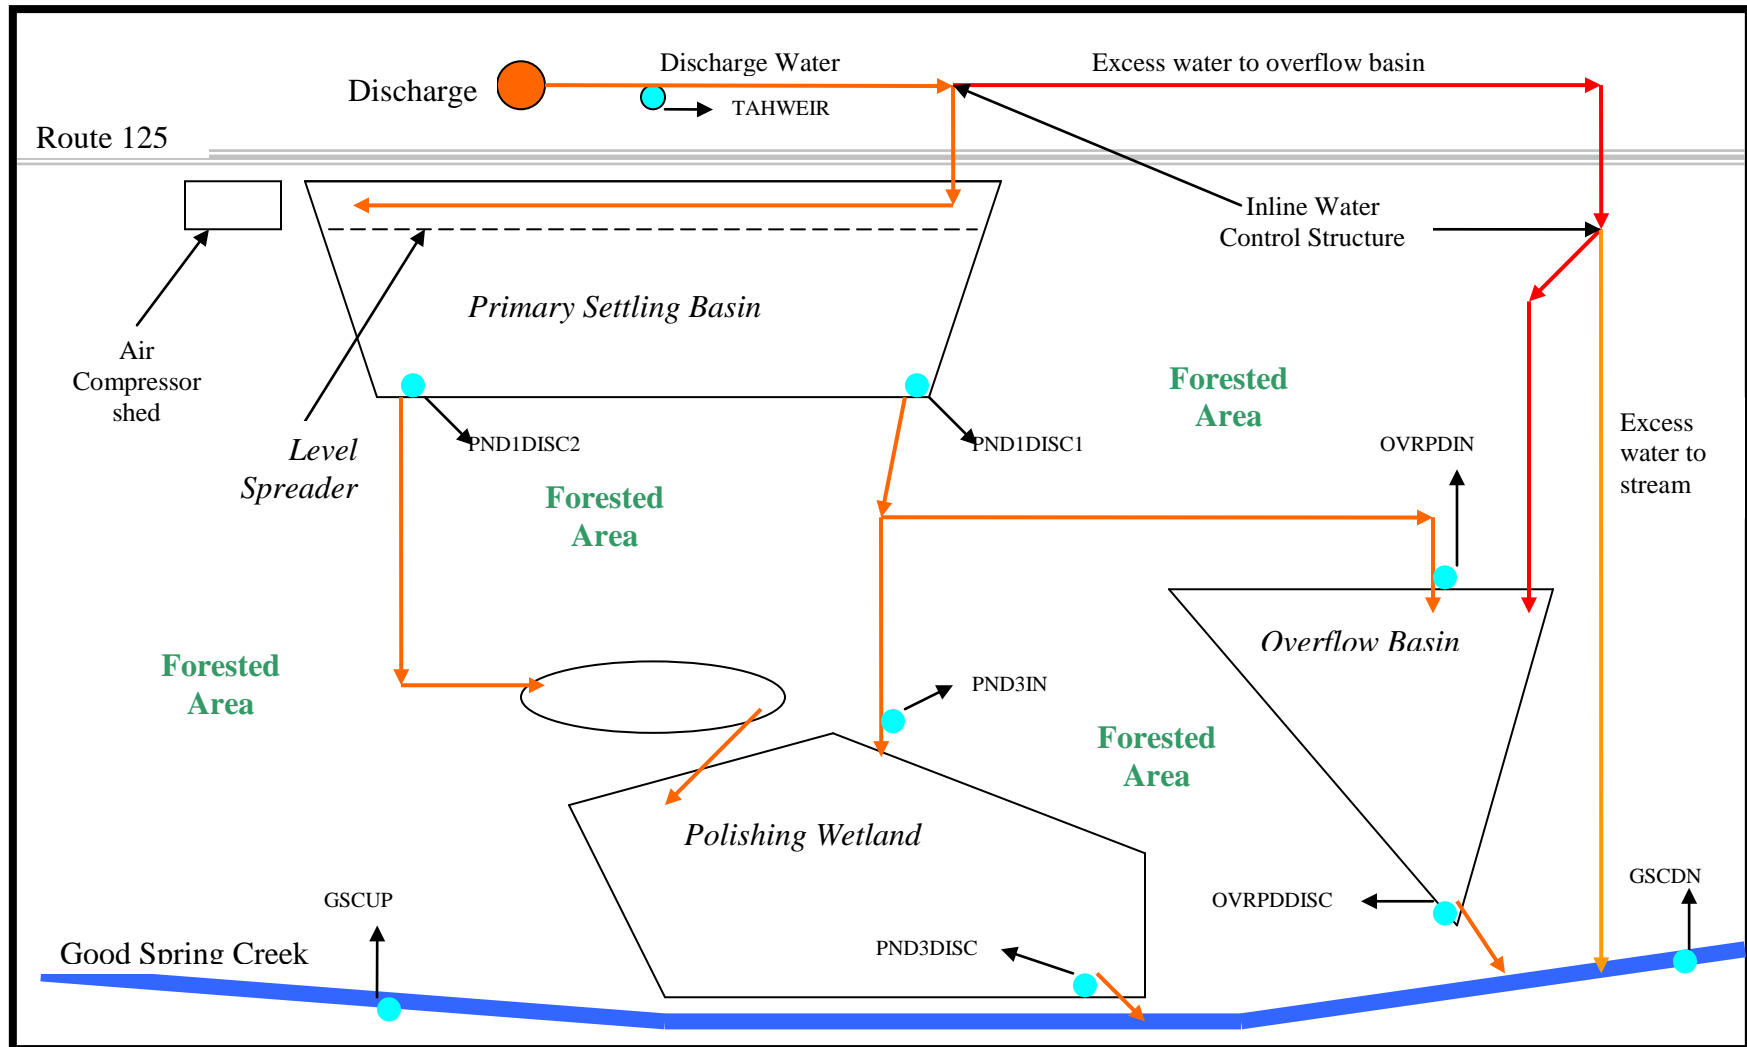 Discharge Water
Excess water to overflow basin
Discharge
TAHWEIR
Route 125
Inline Water
Control Structure
Primary Settling Basin
Air
Compressor
shed
Forested
Area
Excess
water to
stream
Level
Spreader
PND1DISC2
PND1DISC1
OVRPDIN
Forested
Area
Overflow Basin
Forested
Area
PND3IN
Forested
Area
Polishing Wetland
GSCUP
OVRPDDISC
GSCDN
Good Spring Creek
PND3DISC